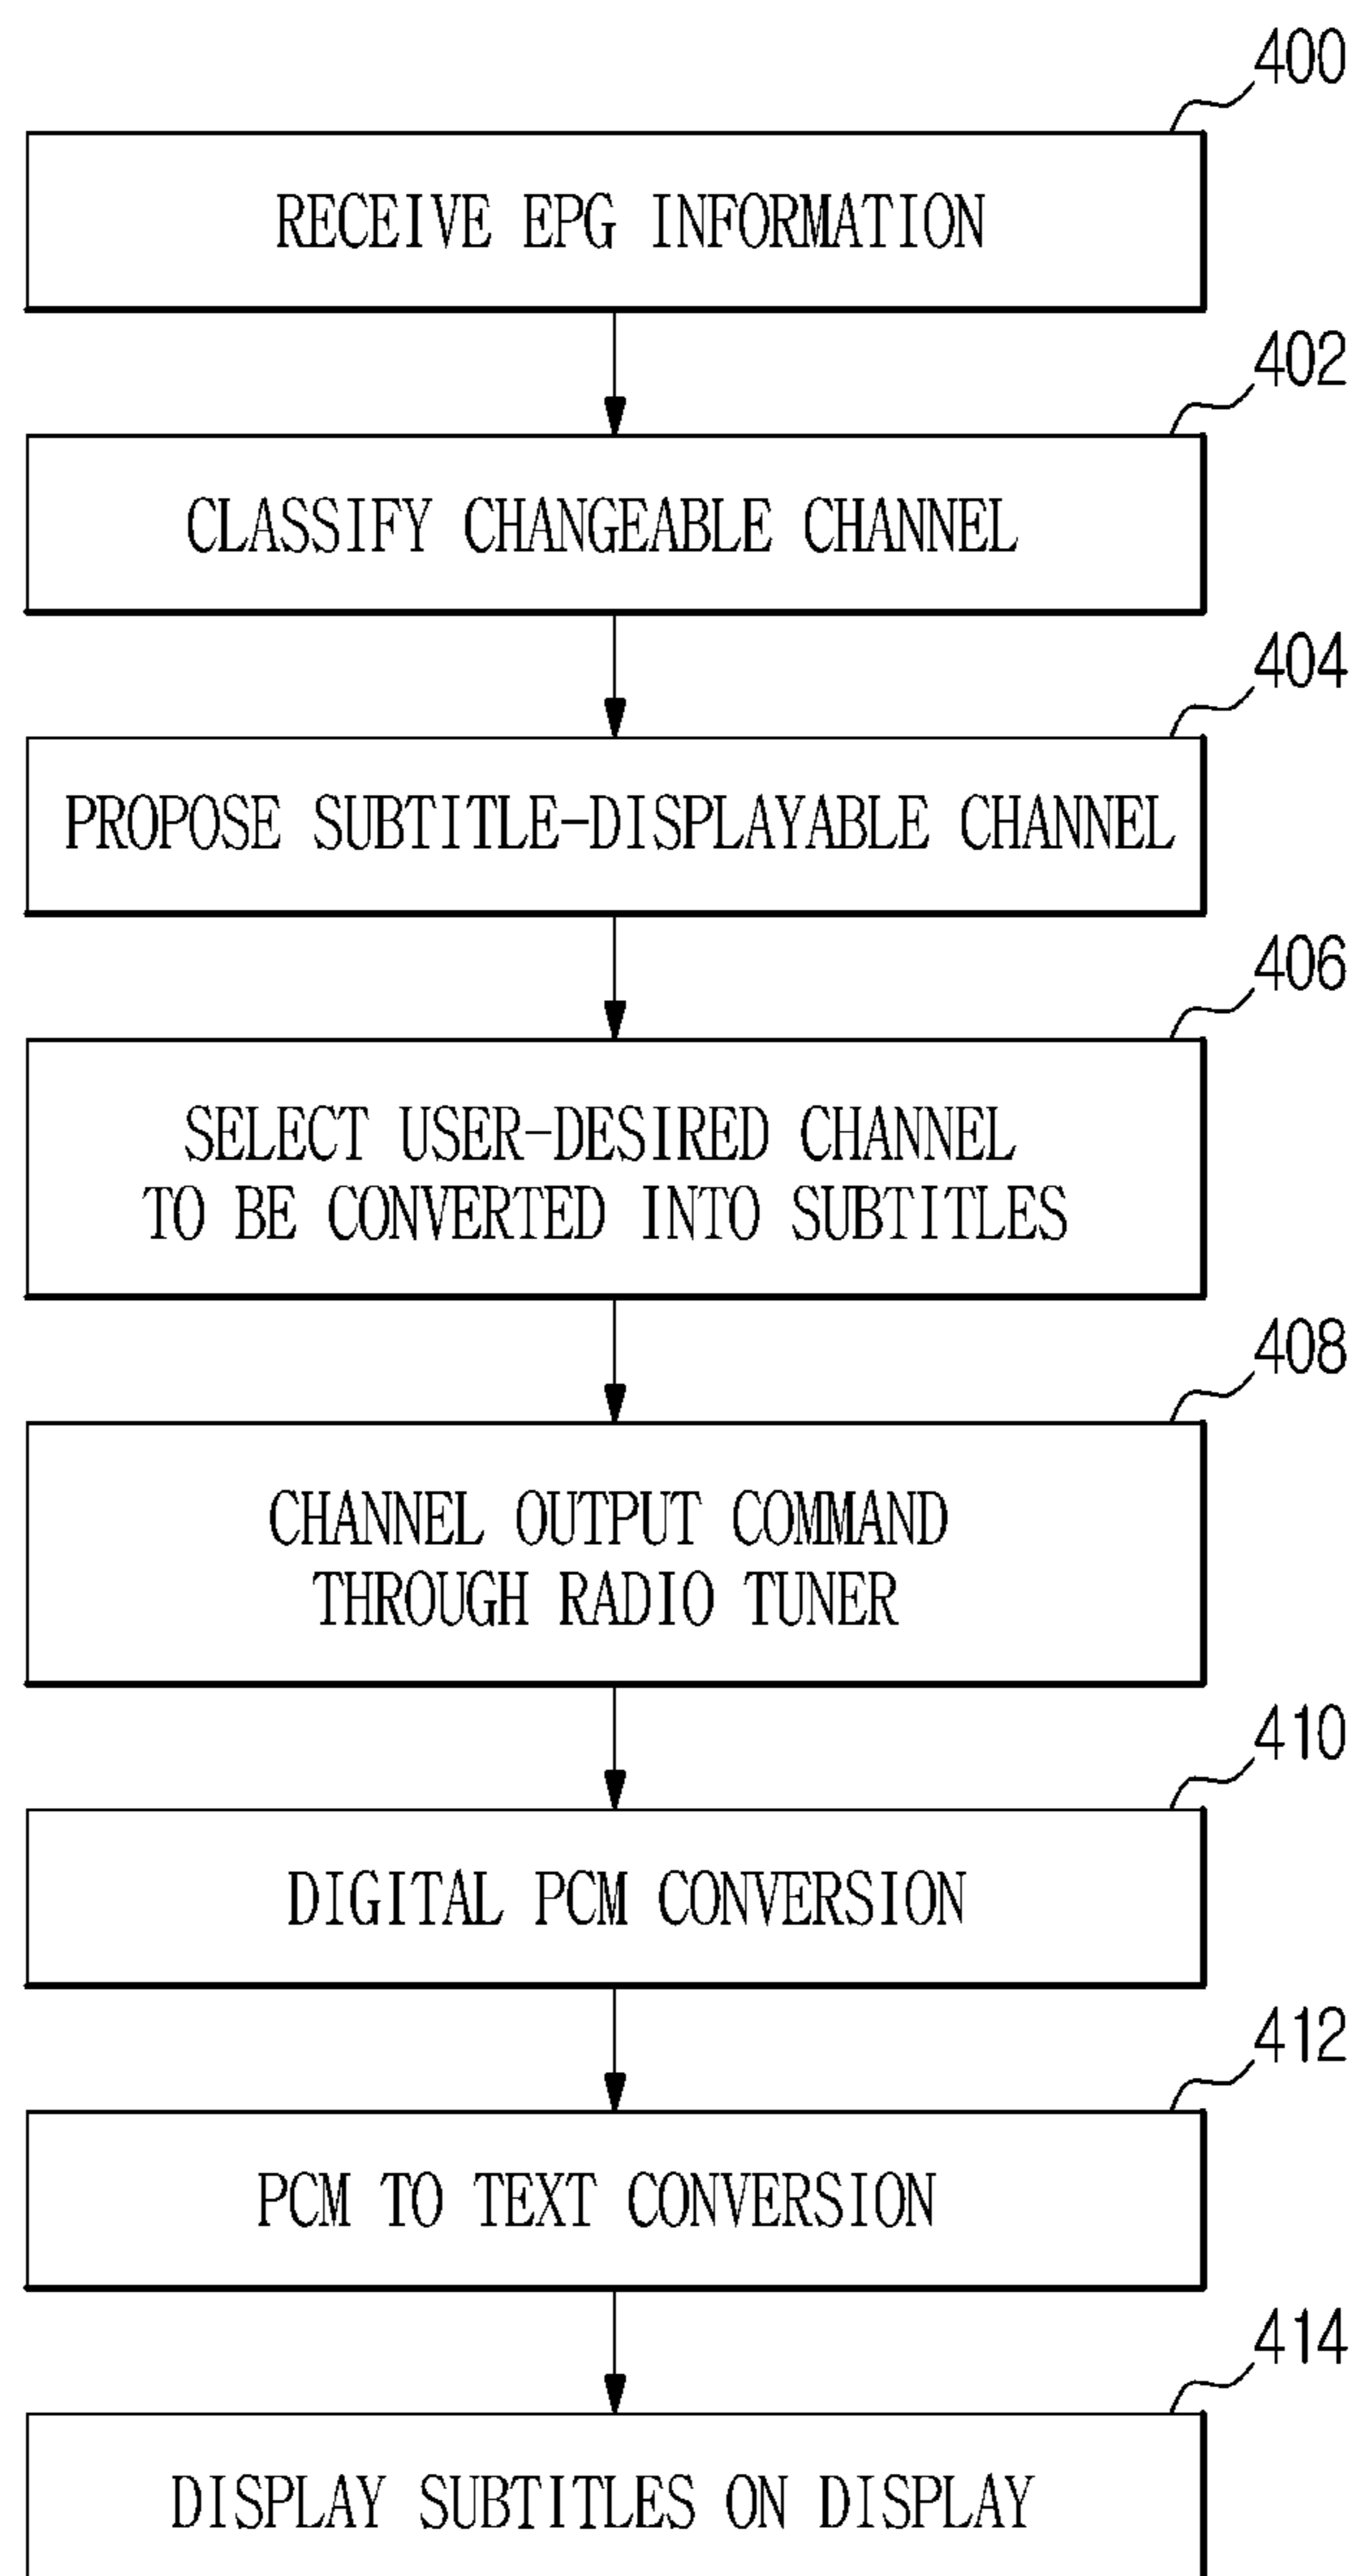 400
RECEIVE EPG INFORMATION
402
CLASSIFY CHANGEABLE CHANNEL
404
PROPOSE SUBTITLE-DISPLAYABLE CHANNEL
406
SELECT USER-DESIRED CHANNEL
TO BE CONVERTED INTO SUBTITLES
408
CHANNEL OUTPUT COMMAND
THROUGH RADIO TUNER
410
DIGITAL PCM CONVERSION
412
PCM TO TEXT CONVERSION
414
DISPLAY SUBTITLES ON DISPLAY